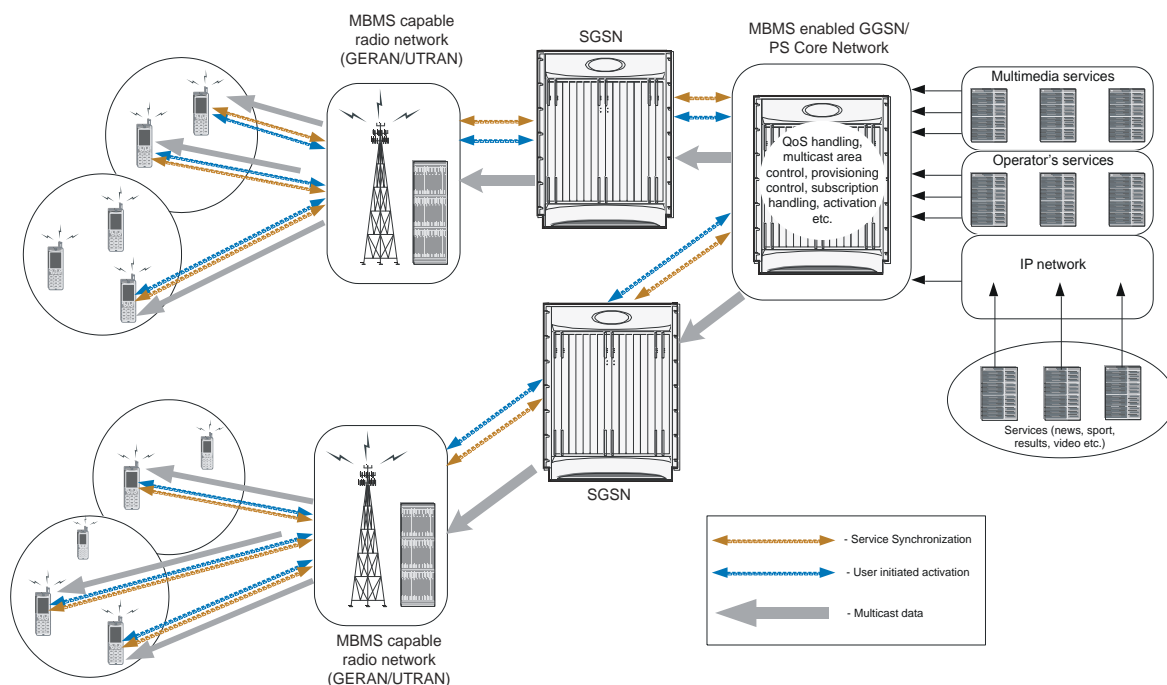 MBMS capable
radio network
(GERAN/UTRAN)
SGSN
MBMS enabled GGSN/
PS Core Network
QoS handling,
multicast area
control, provisioning
control, subscription
handling, activation
etc.
Multimedia services
Operator's services
IP network
Services (news, sport,
results, video etc.)
SGSN
MBMS capable
radio network
(GERAN/UTRAN)
- Service Synchronization
- User initiated activation
- Multicast data